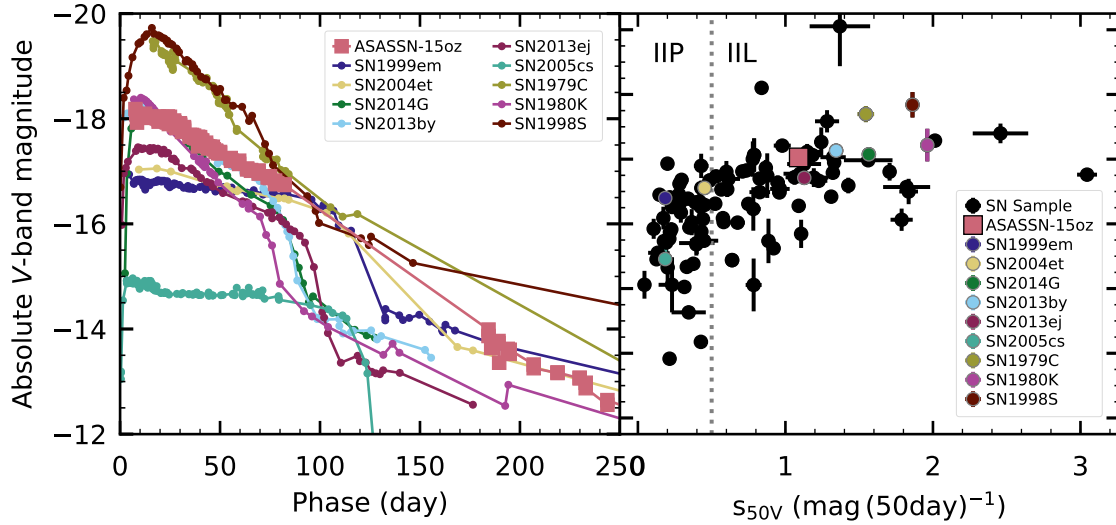 Absolute V-band magnitude
−20
−18
−16
−14
−12
0
50
100
150
200
250
Phase (day)
ASASSN-15oz
SN1999em
SN2004et
SN2014G
SN2013by
SN2013ej
SN2005cs
SN1979C
SN1980K
SN1998S
IIP
IIL
SN Sample
ASASSN-15oz
SN1999em
SN2004et
SN2014G
SN2013by
SN2013ej
SN2005cs
SN1979C
SN1980K
SN1998S
0
1
2
3
s50V (mag (50day)−1)